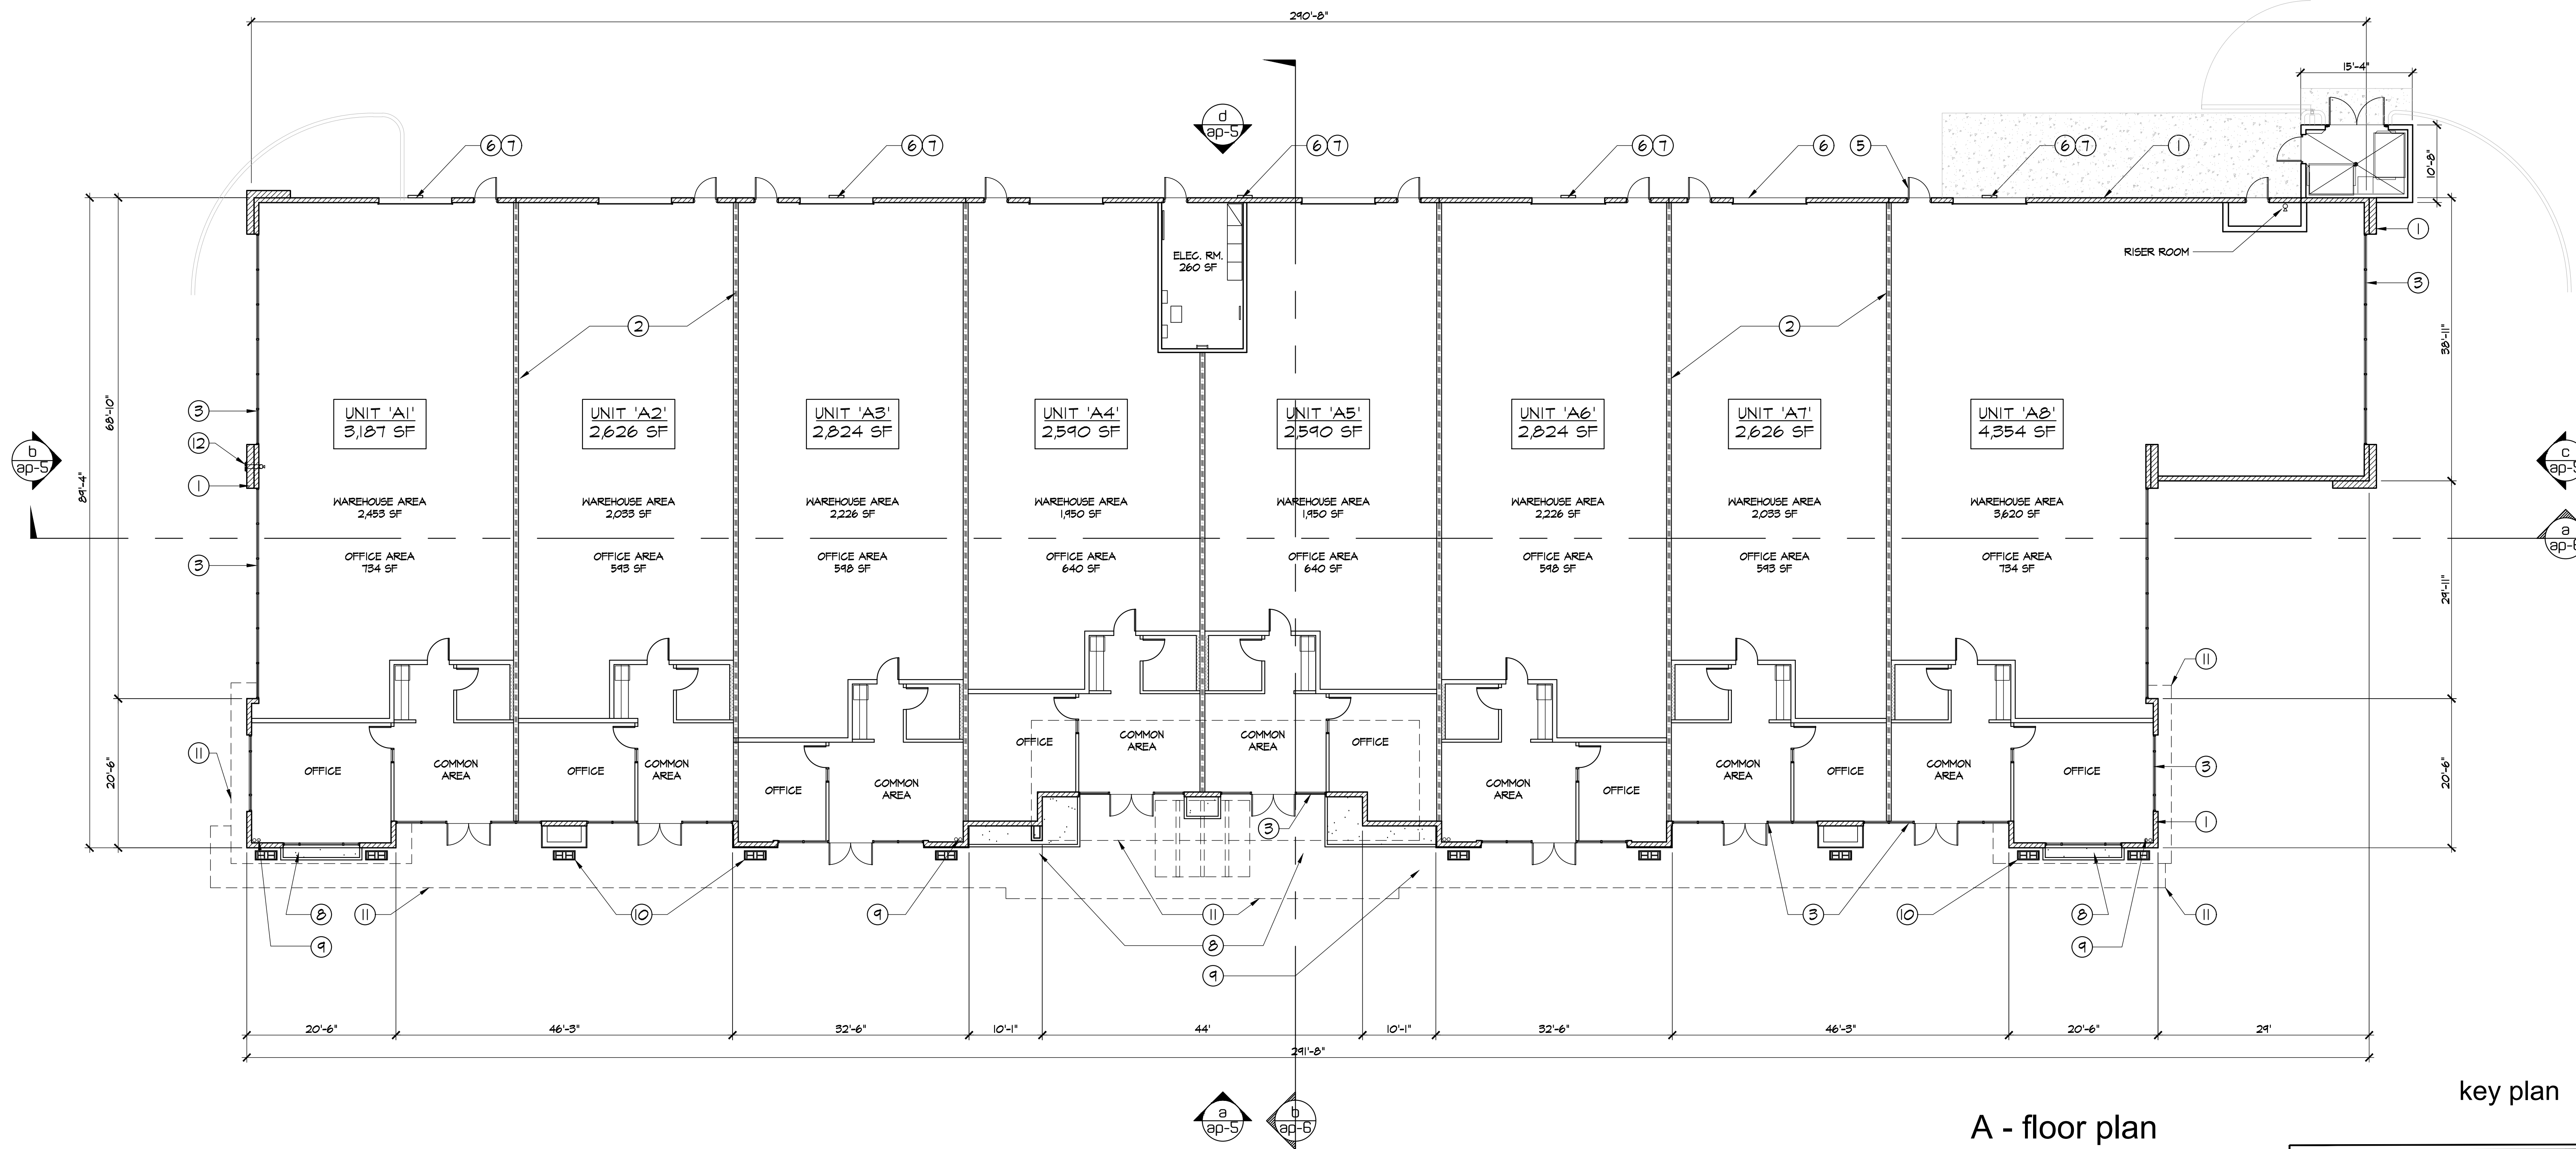 290'-8"
15'-4"
d
ap-5
6 7
6 7
6 7
6 7
6
5
6 7
1
10'-8"
ELEC. RM.
260 SF
RISER ROOM
1
3
2
2
38'-11"
68'-10"
89'-4"
3
12
1
3
b
ap-5
UNIT 'A1'
3,187 SF
UNIT 'A2'
2,626 SF
UNIT 'A3'
2,824 SF
UNIT 'A4'
2,590 SF
UNIT 'A5'
2,590 SF
UNIT 'A6'
2,824 SF
UNIT 'A7'
2,626 SF
UNIT 'A8'
4,354 SF
c
ap-5
WAREHOUSE AREA
2,453 SF
WAREHOUSE AREA
2,033 SF
WAREHOUSE AREA
2,226 SF
WAREHOUSE AREA
1,950 SF
WAREHOUSE AREA
1,950 SF
WAREHOUSE AREA
2,226 SF
WAREHOUSE AREA
2,033 SF
WAREHOUSE AREA
3,620 SF
a
ap-6
OFFICE AREA
734 SF
OFFICE AREA
593 SF
OFFICE AREA
598 SF
OFFICE AREA
640 SF
OFFICE AREA
640 SF
OFFICE AREA
598 SF
OFFICE AREA
593 SF
OFFICE AREA
734 SF
29'-11"
11
11
20'-6"
OFFICE
COMMON
AREA
OFFICE
COMMON
AREA
OFFICE
COMMON
AREA
OFFICE
COMMON
AREA
COMMON
AREA
OFFICE
COMMON
AREA
OFFICE
COMMON
AREA
OFFICE
COMMON
AREA
OFFICE
3
20'-6"
1
3
8
11
10
9
11
3
10
8
11
9
8
9
9
20'-6"
46'-3"
32'-6"
10'-1"
44'
10'-1"
32'-6"
46'-3"
20'-6"
29'
291'-8"
a
ap-5
b
ap-6
key plan
A - floor plan